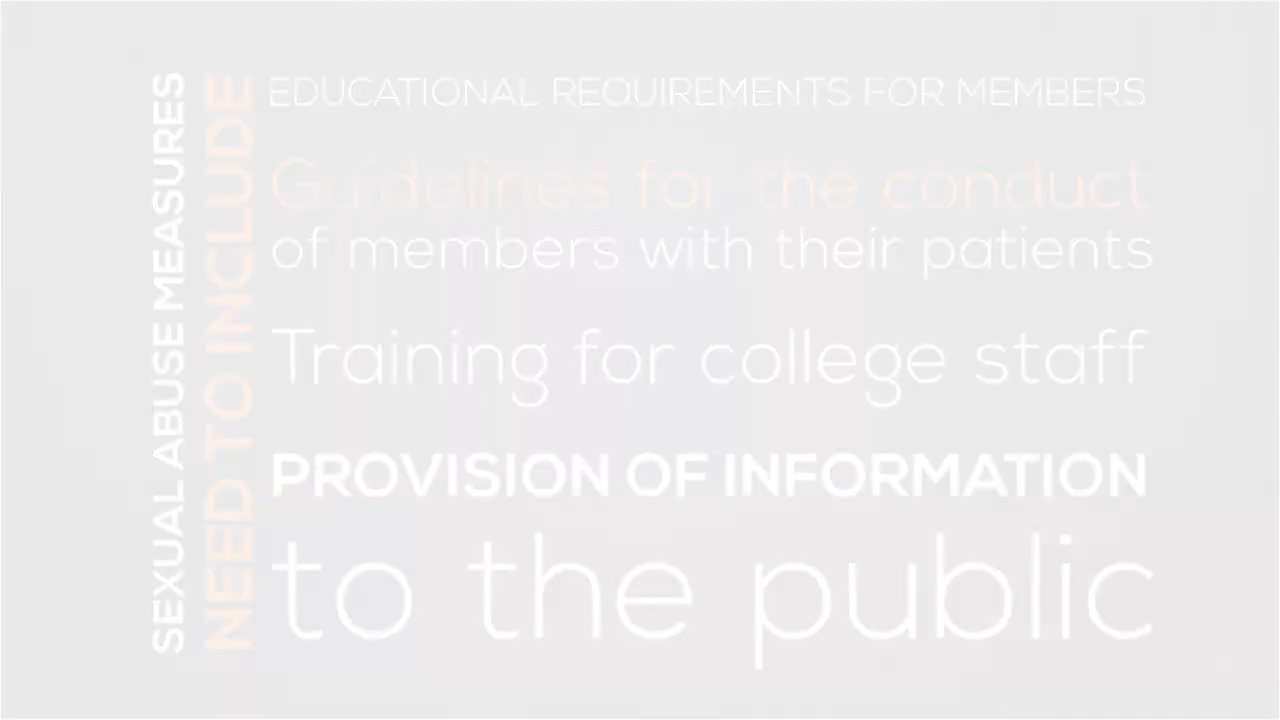 SEXUAL ABUSE MEASURES
NEED TO INCLUDE
EDUCATIONAL REQUIREMENTS FOR MEMBERS
Guidelines for the conduct
of members with their patients
Training for college staff
PROVISION OF INFORMATION
to the public